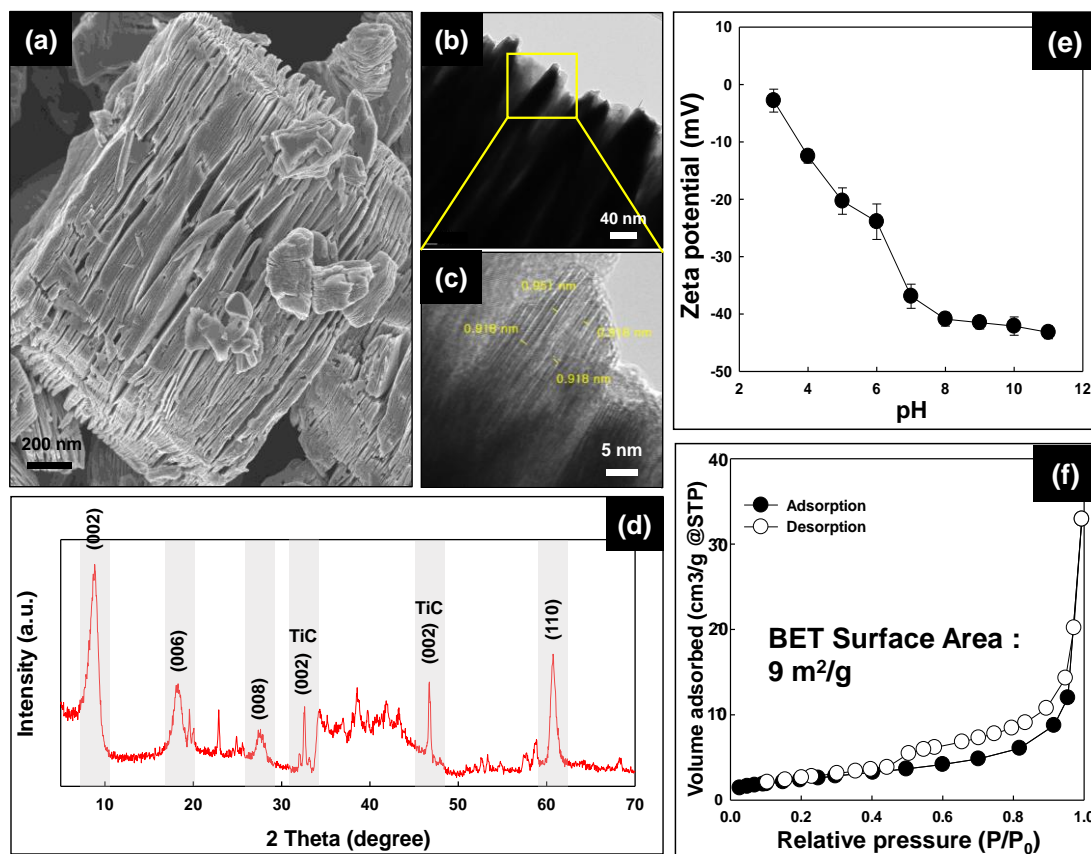 (a)
200 nm
(b)
40 nm
(c)
0.951 nm
0.918 nm
0.918 nm
5 nm
(d)
(002)
(006)
(008)
TiC
(002)
TiC
(002)
(110)
Intensity (a.u.)
10 20 30 40 50 60 70
2 Theta (degree)
(e)
Zeta potential (mV)
10
0
-10
-20
-30
-40
-50
2 4 6 8 10 12
pH
(f)
Volume adsorbed (cm3/g @STP)
40
30
20
10
0
Adsorption
Desorption
BET Surface Area :
9 m²/g
0.0 0.2 0.4 0.6 0.8 1.0
Relative pressure (P/P₀)